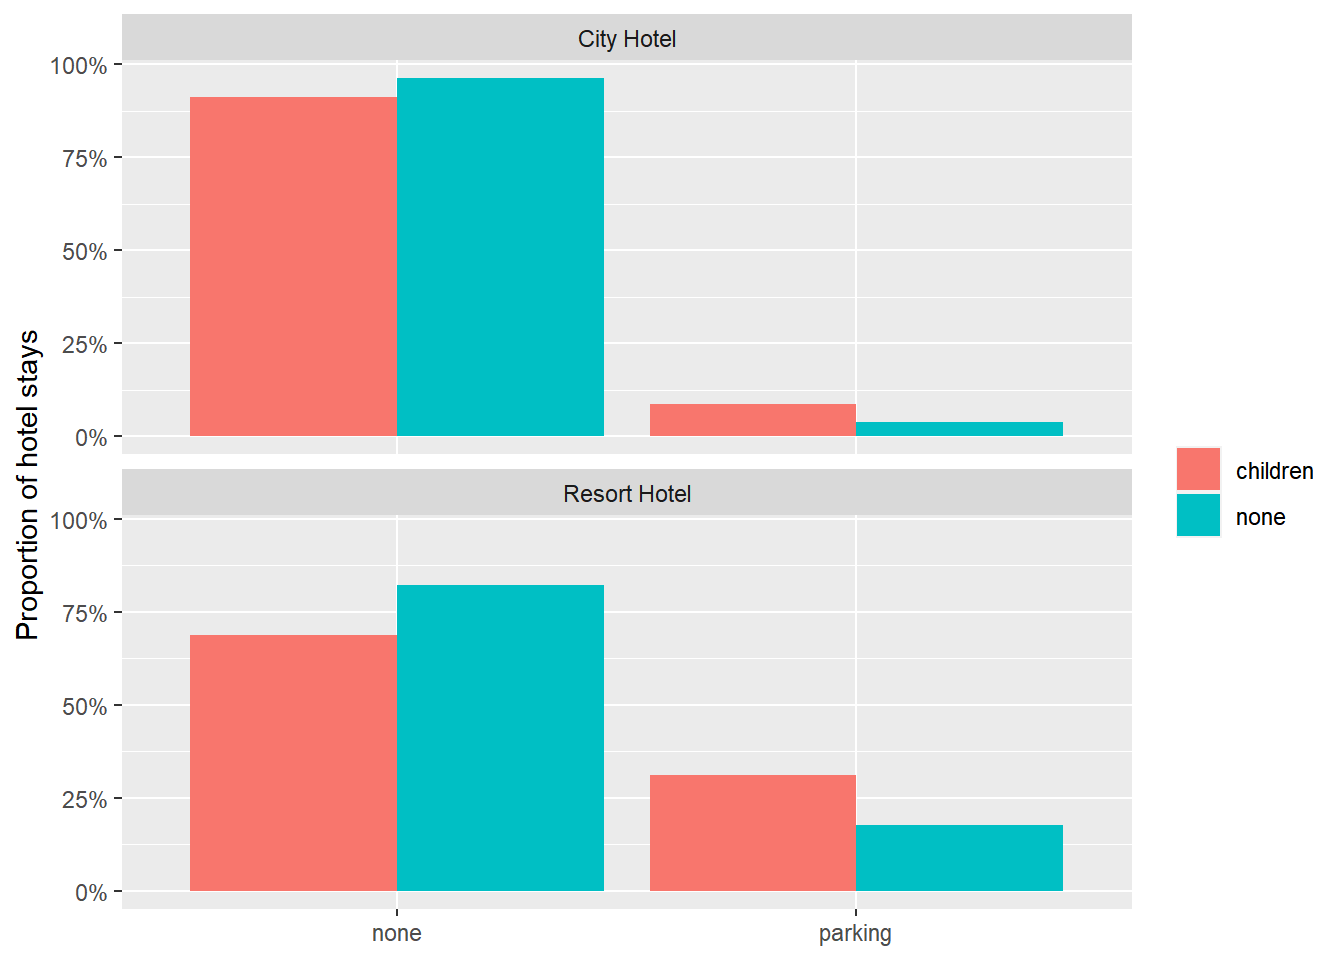 City Hotel
100%
75%
50%
25%
0%
Resort Hotel
100%
75%
50%
25%
0%
none
parking
Proportion of hotel stays
children
none